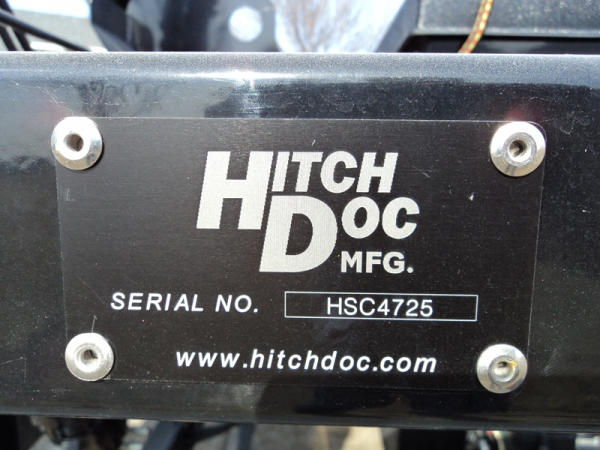 HITCH
DOC
MFG.
SERIAL NO. HSC4725
www.hitchdoc.com